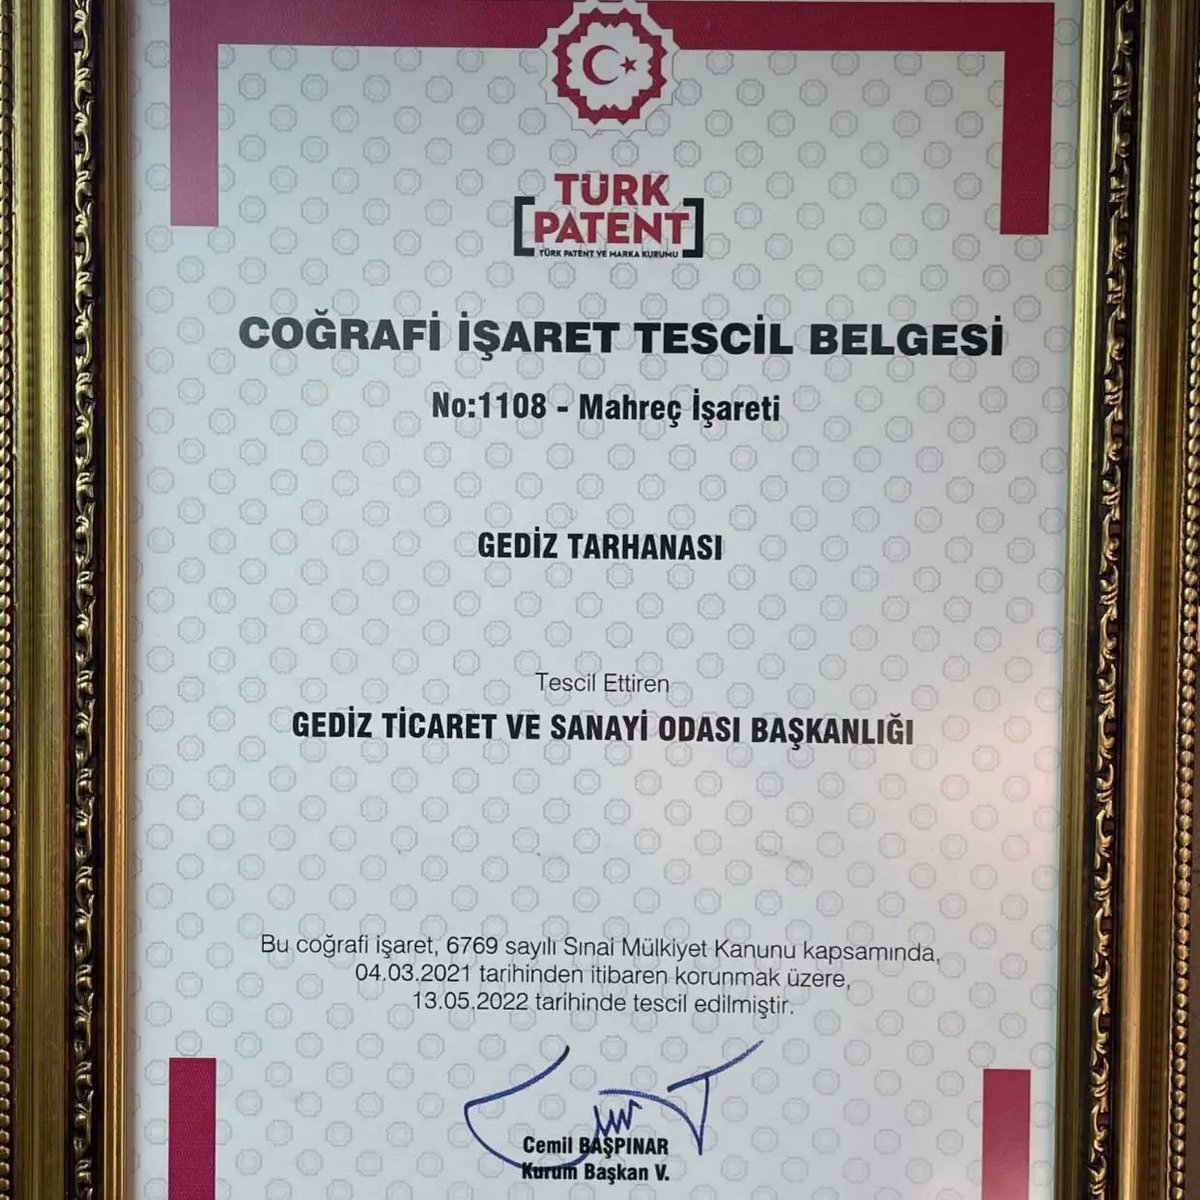 TÜRK
PATENT
TÜRK PATENT VE MARKA KURUMU
COĞRAFİ İŞARET TESCİL BELGESİ
No:1108 - Mahreç İşareti
GEDİZ TARHANASI
Tescil Ettiren
GEDİZ TİCARET VE SANAYİ ODASI BAŞKANLIĞI
Bu coğrafi işaret, 6769 sayılı Sınai Mülkiyet Kanunu kapsamında,
04.03.2021 tarihinden itibaren korunmak üzere,
13.05.2022 tarihinde tescil edilmiştir.
Cemil BAŞPINAR
Kurum Başkan V.